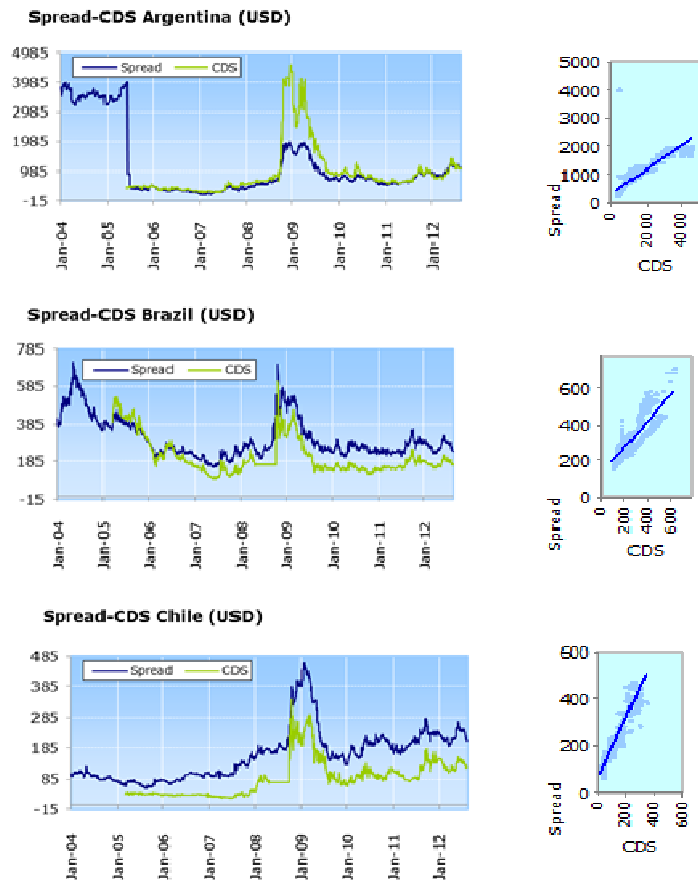 Spread-CDS Argentina (USD)
4985
3985
2985
1985
985
-15
Spread CDS
Jan-04 Jan-05 Jan-06 Jan-07 Jan-08 Jan-09 Jan-10 Jan-11 Jan-12
5000
4000
3000
2000
1000
0
Spread
0 2000 4000
CDS
Spread-CDS Brazil (USD)
785
585
385
185
-15
Spread CDS
Jan-04 Jan-05 Jan-06 Jan-07 Jan-08 Jan-09 Jan-10 Jan-11 Jan-12
600
400
200
0
Spread
0 200 400 600
CDS
Spread-CDS Chile (USD)
485
385
285
185
85
-15
Spread CDS
Jan-04 Jan-05 Jan-06 Jan-07 Jan-08 Jan-09 Jan-10 Jan-11 Jan-12
600
400
200
0
Spread
0 200 400 600
CDS